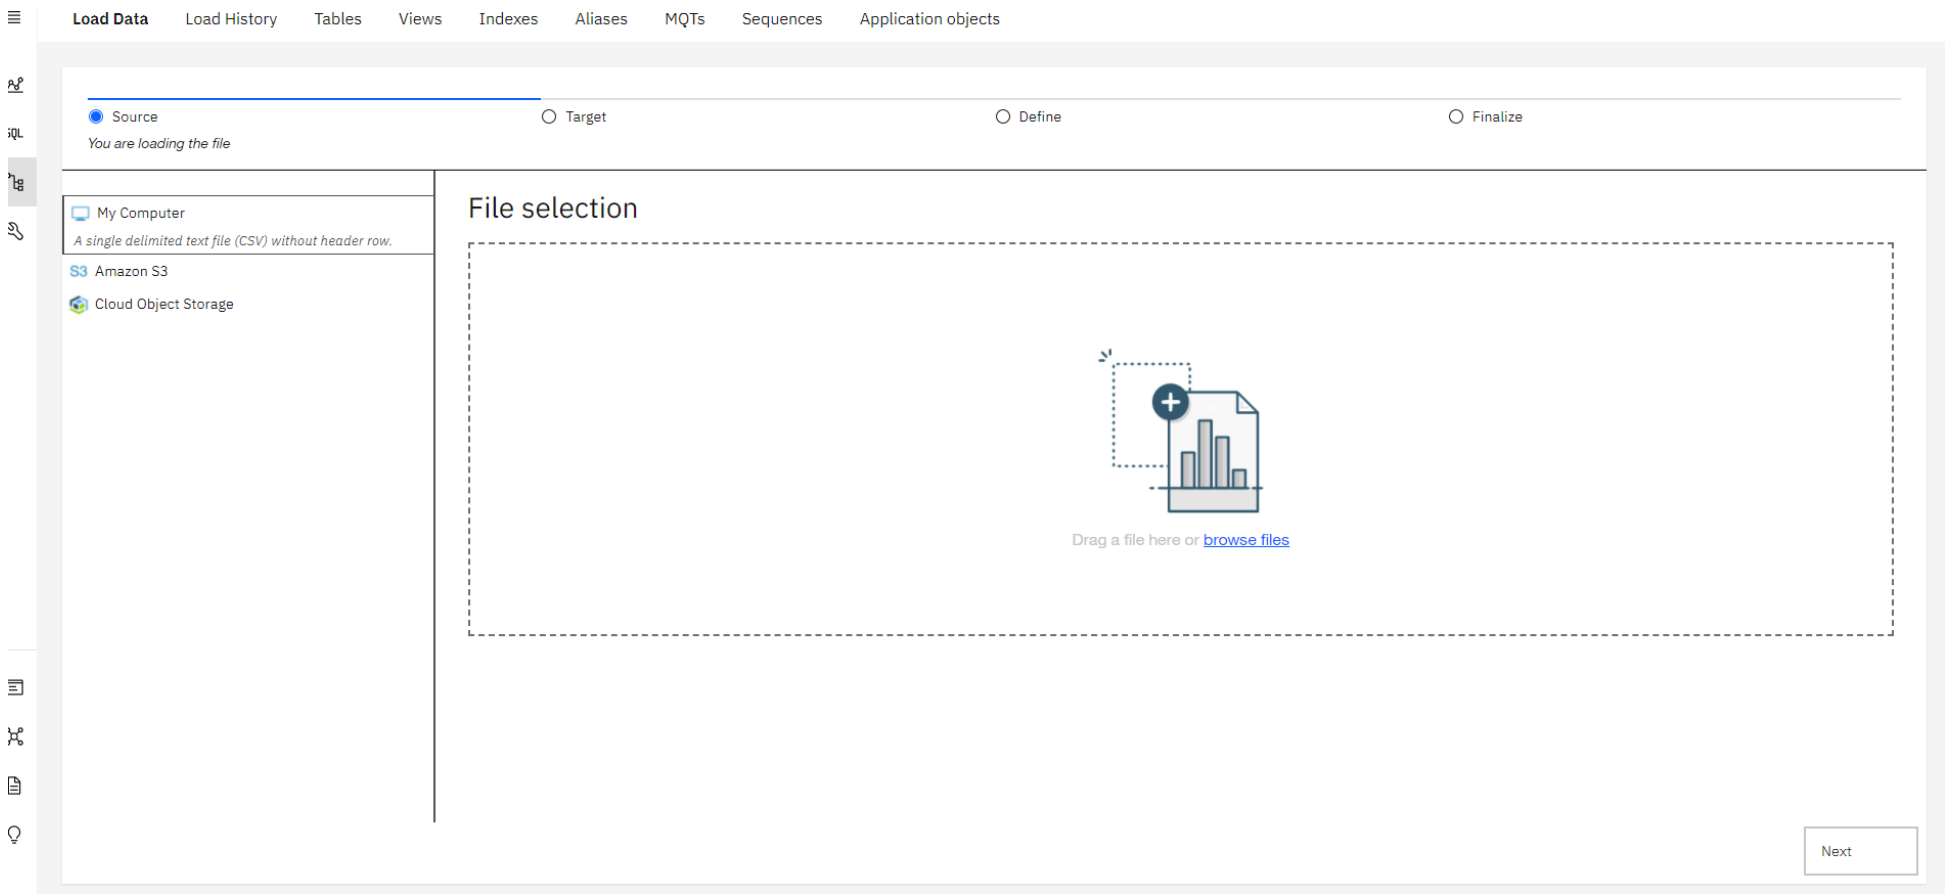 Load Data Load History Tables Views Indexes Aliases MQTs Sequences Application objects
SQL
Source Target Define Finalize
You are loading the file
My Computer
A single delimited text file (CSV) without header row.
S3 Amazon S3
Cloud Object Storage
File selection
Drag a file here or browse files
Next